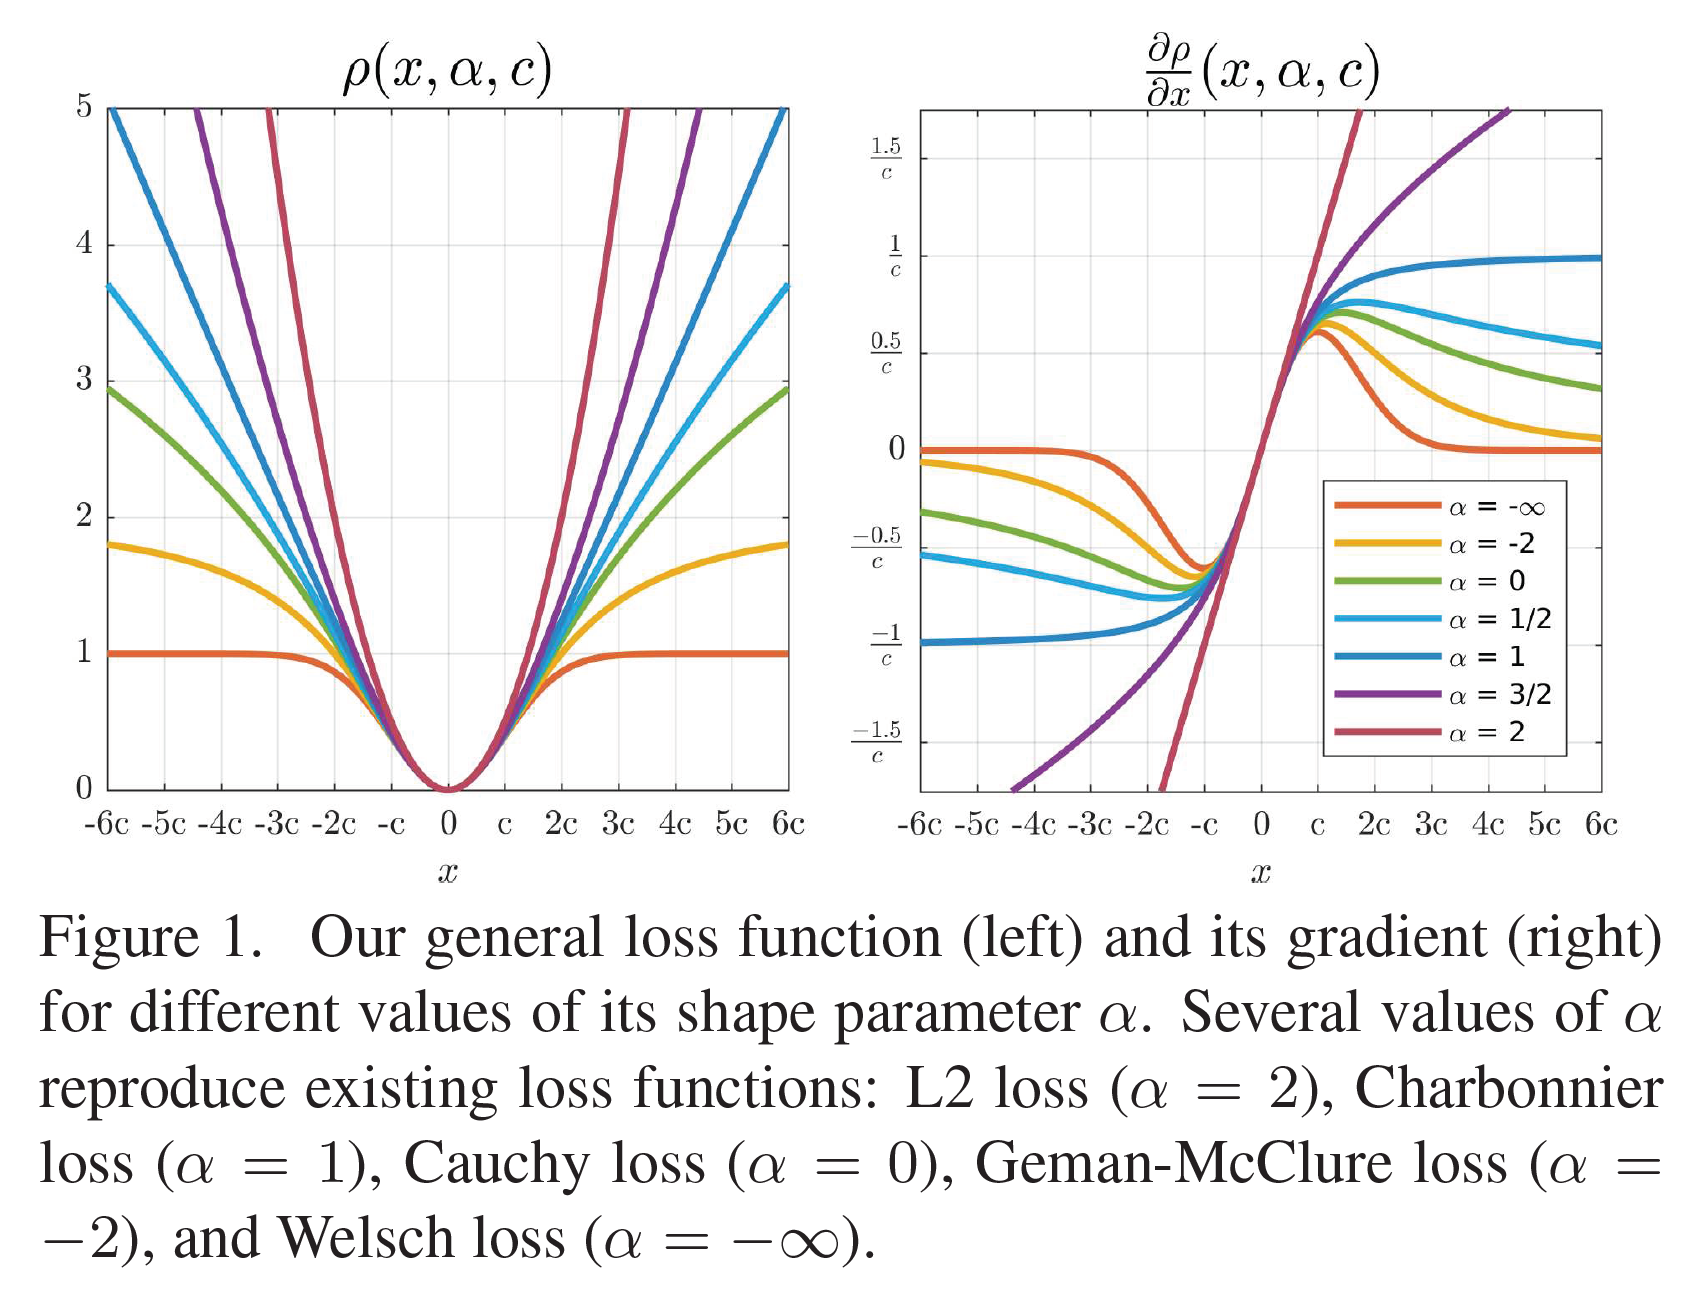 ρ(x, α, c)
5
4
3
2
1
0
-6c -5c -4c -3c -2c -c 0 c 2c 3c 4c 5c 6c
x
∂ρ/∂x (x, α, c)
1.5/c
1/c
0.5/c
0
−0.5/c
−1/c
−1.5/c
α = -∞
α = -2
α = 0
α = 1/2
α = 1
α = 3/2
α = 2
-6c -5c -4c -3c -2c -c 0 c 2c 3c 4c 5c 6c
x
Figure 1. Our general loss function (left) and its gradient (right)
for different values of its shape parameter α. Several values of α
reproduce existing loss functions: L2 loss (α = 2), Charbonnier
loss (α = 1), Cauchy loss (α = 0), Geman-McClure loss (α =
−2), and Welsch loss (α = −∞).